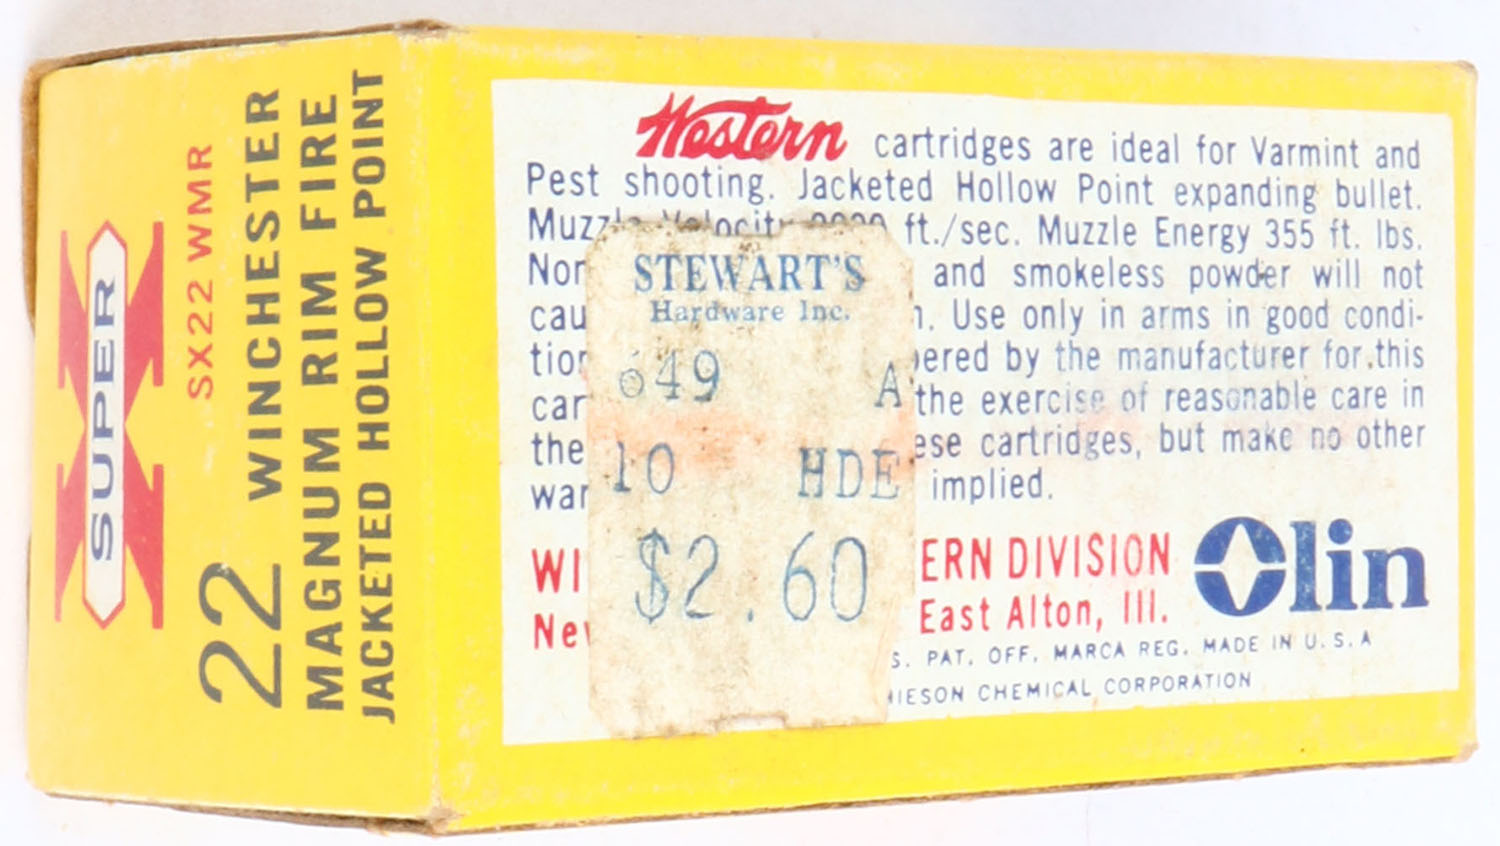 SUPER X
SX22 WMR
22 WINCHESTER
MAGNUM RIM FIRE
JACKETED HOLLOW POINT
Western cartridges are ideal for Varmint and
Pest shooting. Jacketed Hollow Point expanding bullet.
ft./sec. Muzzle Energy 355 ft. lbs.
and smokeless powder will not
Use only in arms in good condi-
by the manufacturer for this
the exercise of reasonable care in
the cartridges, but make no other
implied.
DIVISION
East Alton, Ill.
PAT. OFF. MARCA REG. MADE IN U.S.A
CHEMICAL CORPORATION
Olin
STEWART'S
Hardware Inc.
649 A
10 HDE
$2.60